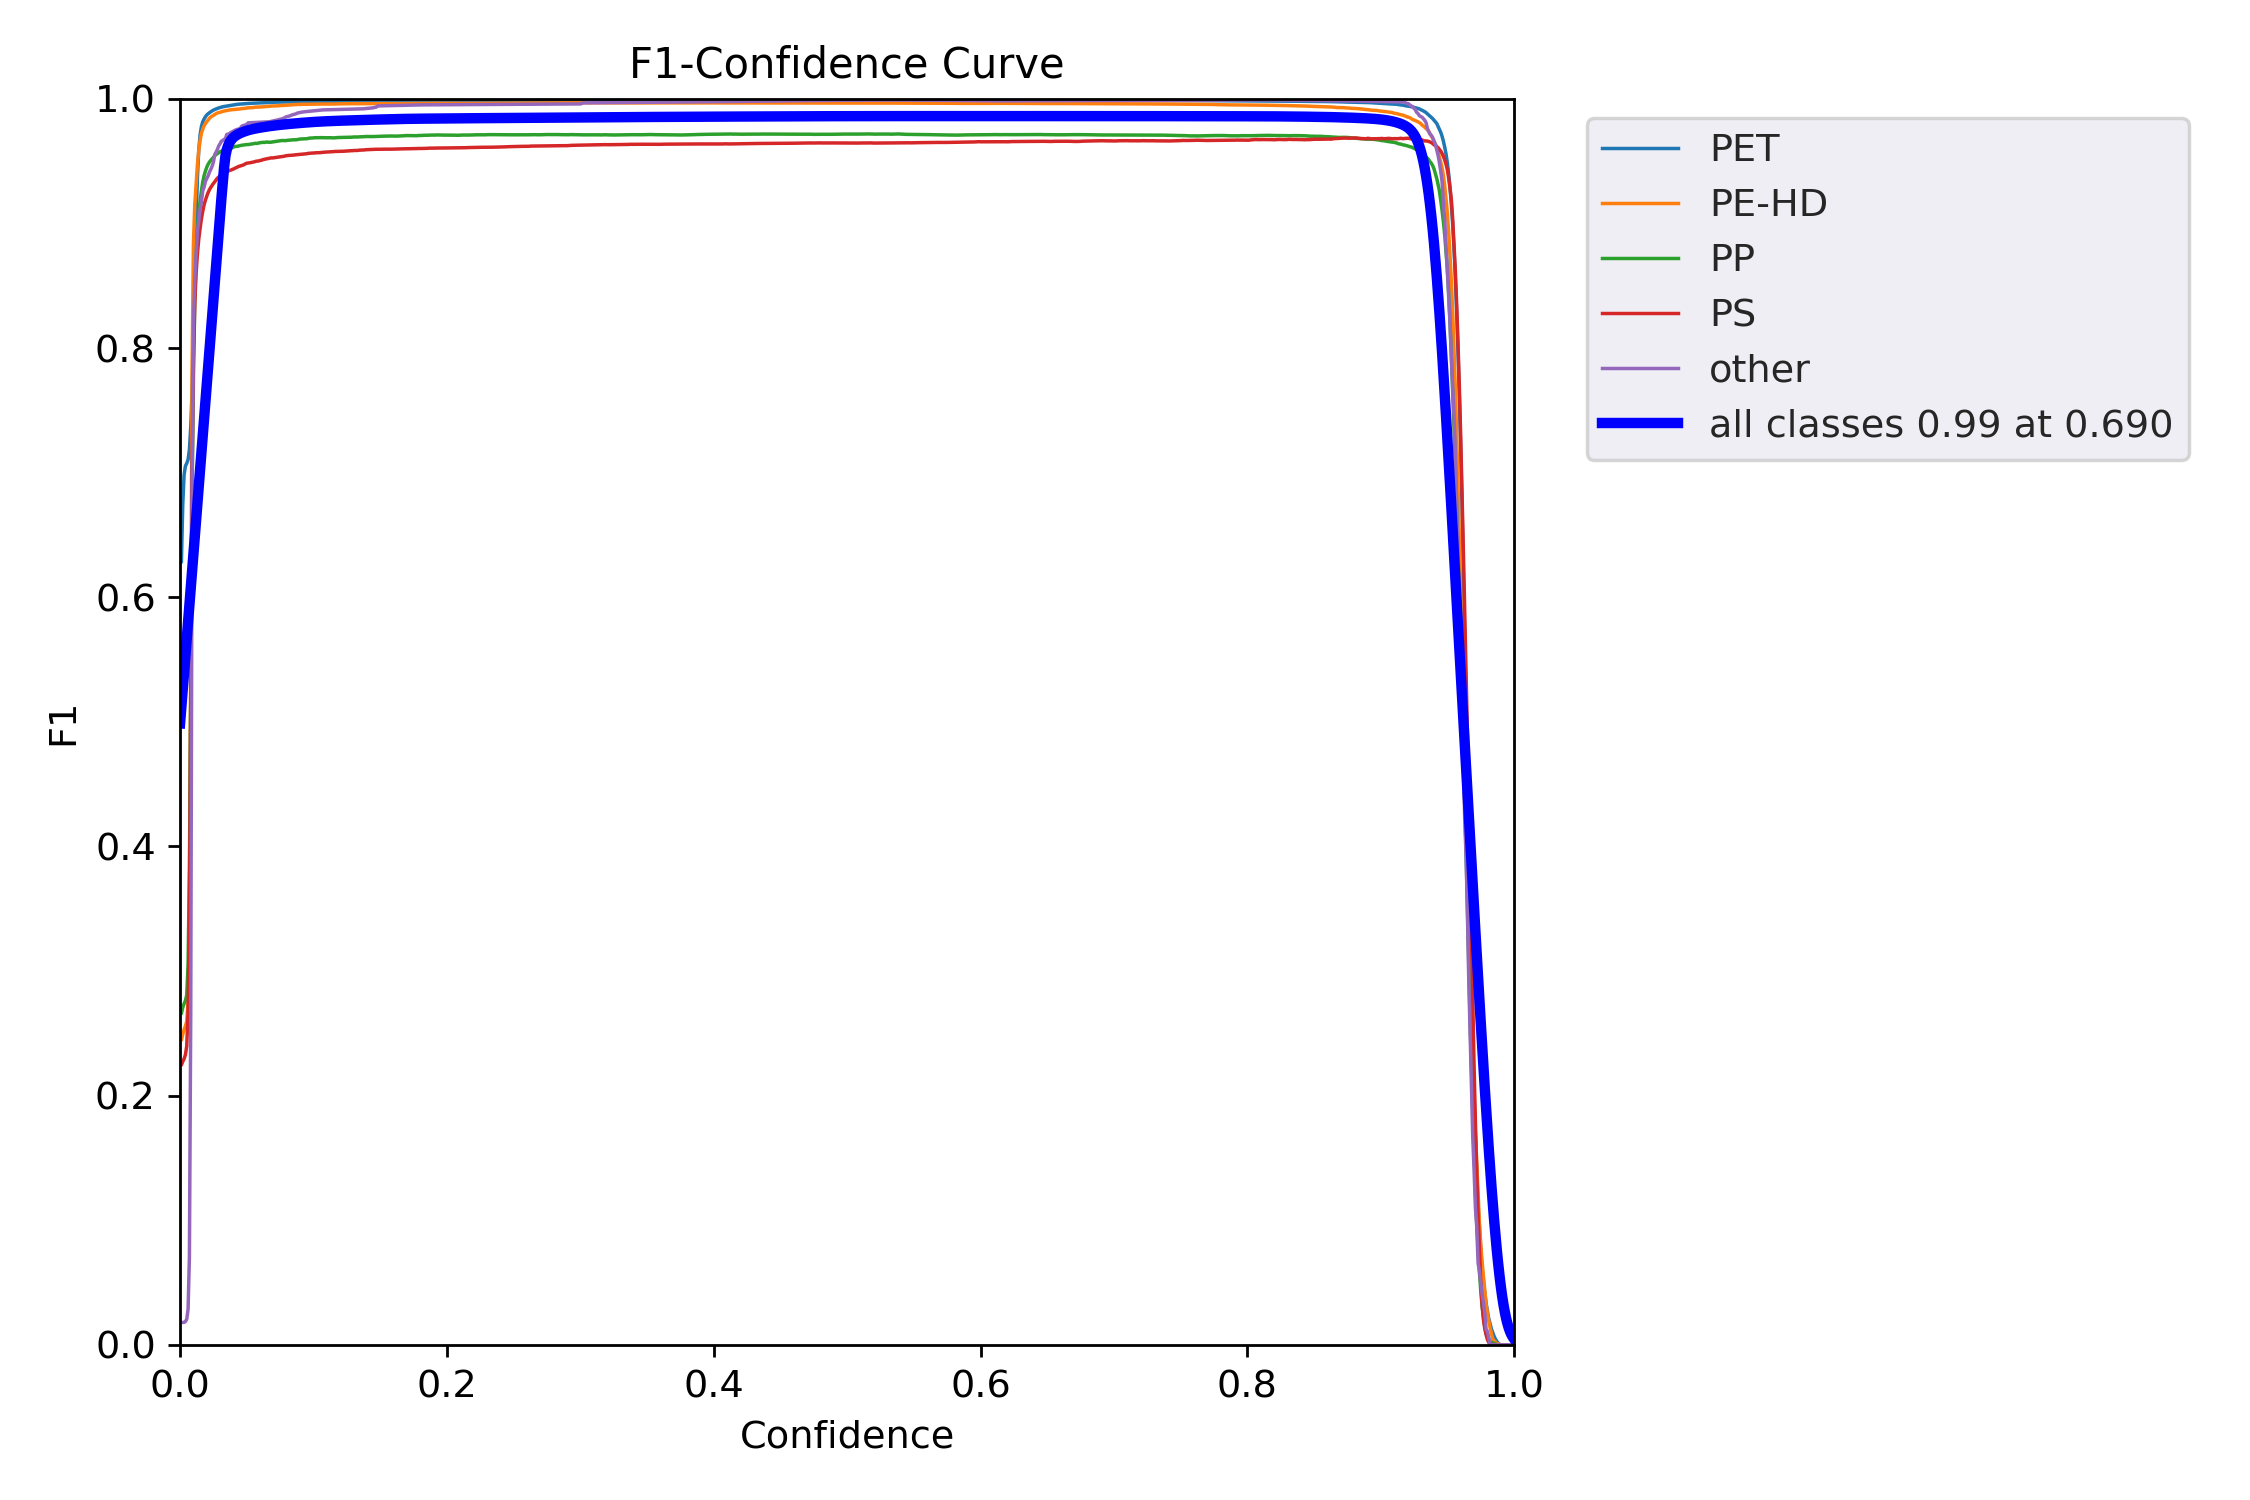 F1-Confidence Curve
1.0
0.8
0.6
0.4
0.2
0.0
F1
0.0 0.2 0.4 0.6 0.8 1.0
Confidence
PET
PE-HD
PP
PS
other
all classes 0.99 at 0.690